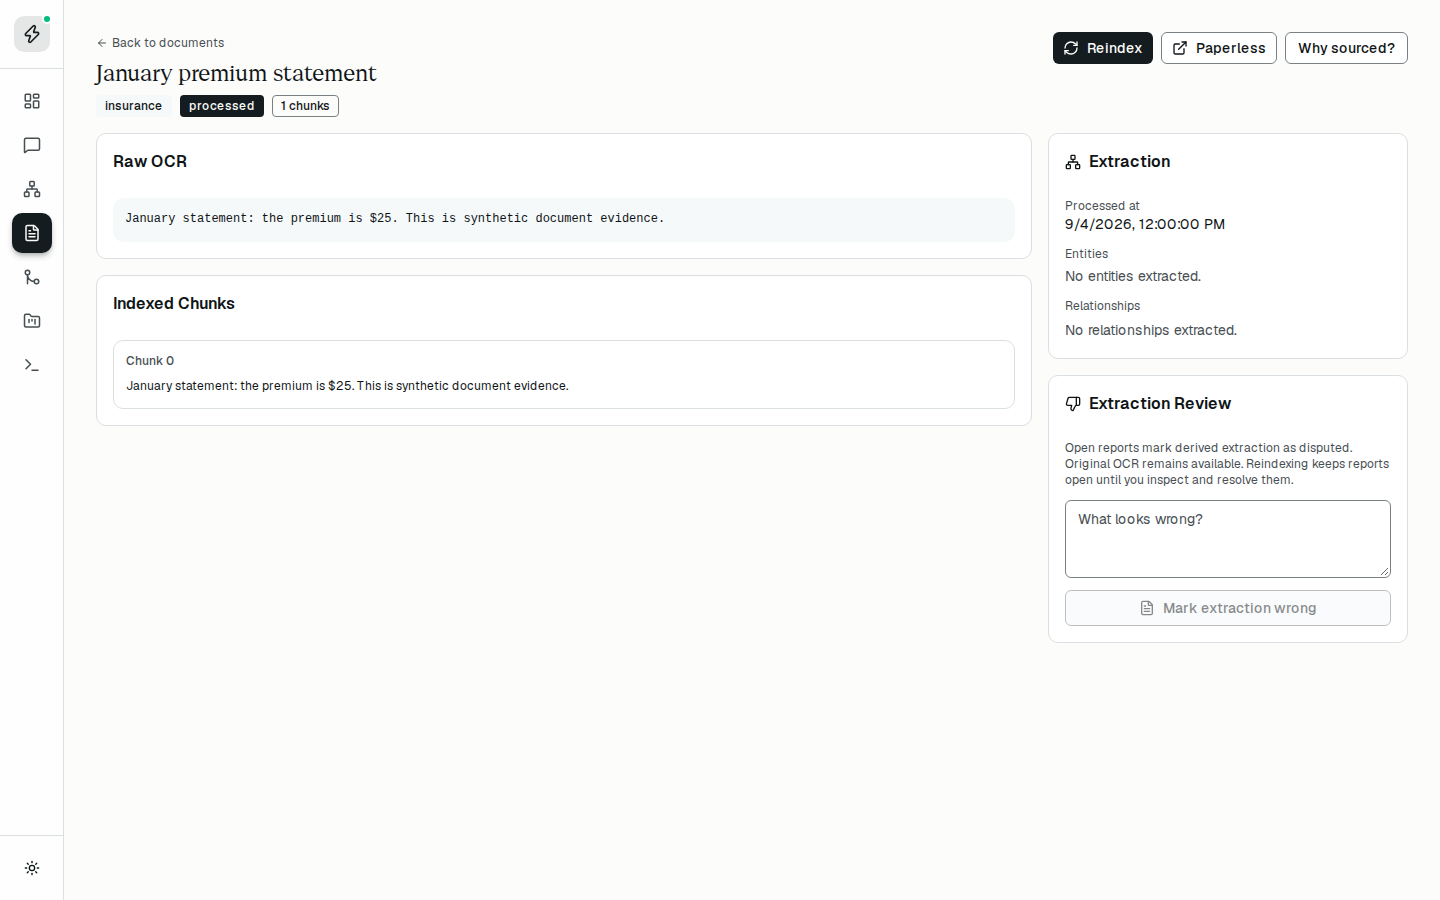 Back to documents
January premium statement
insurance processed 1 chunks
Reindex Paperless Why sourced?
Raw OCR
January statement: the premium is $25. This is synthetic document evidence.
Indexed Chunks
Chunk 0
January statement: the premium is $25. This is synthetic document evidence.
Extraction
Processed at
9/4/2026, 12:00:00 PM
Entities
No entities extracted.
Relationships
No relationships extracted.
Extraction Review
Open reports mark derived extraction as disputed.
Original OCR remains available. Reindexing keeps reports
open until you inspect and resolve them.
What looks wrong?
Mark extraction wrong